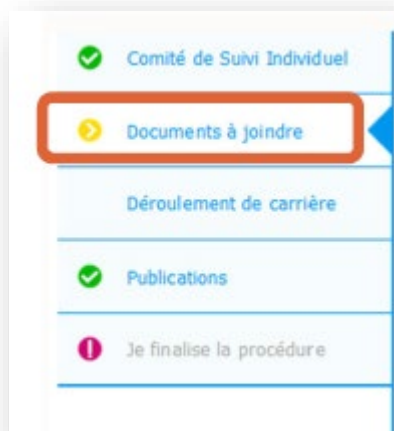 Comité de Suivi Individuel
Documents à joindre
Déroulement de carrière
Publications
Je finalise la procédure